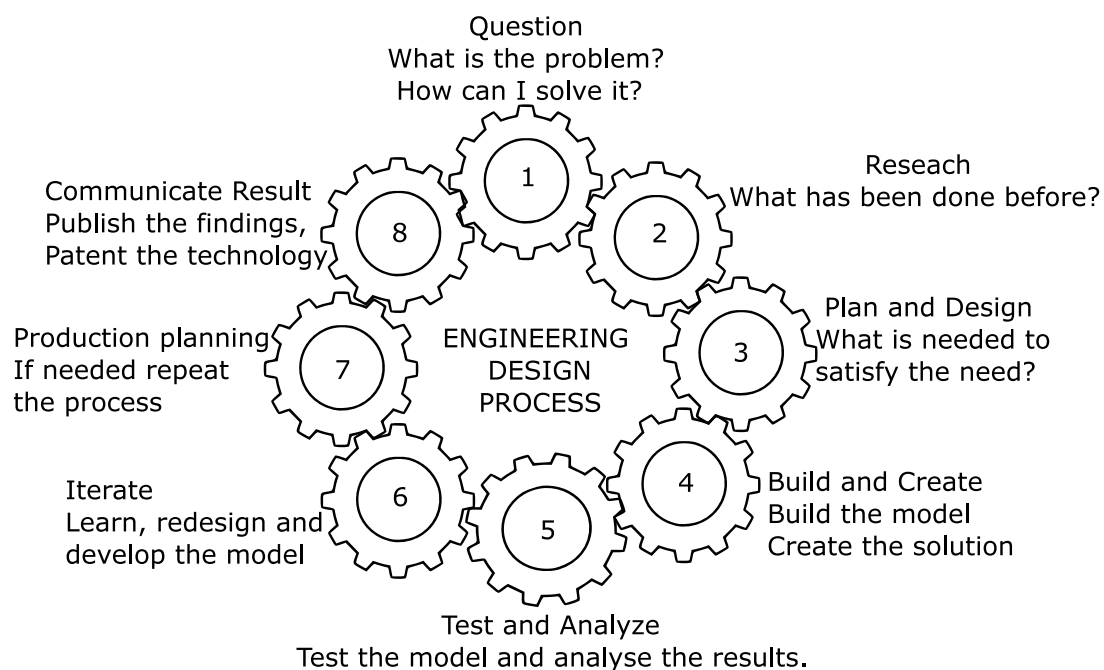 Question
What is the problem?
How can I solve it?
1
Reseach
What has been done before?
2
Plan and Design
What is needed to
satisfy the need?
3
Build and Create
Build the model
Create the solution
4
5
Test and Analyze
Test the model and analyse the results.
Iterate
Learn, redesign and
develop the model
6
Production planning
If needed repeat
the process
7
Communicate Result
Publish the findings,
Patent the technology
8
ENGINEERING
DESIGN
PROCESS